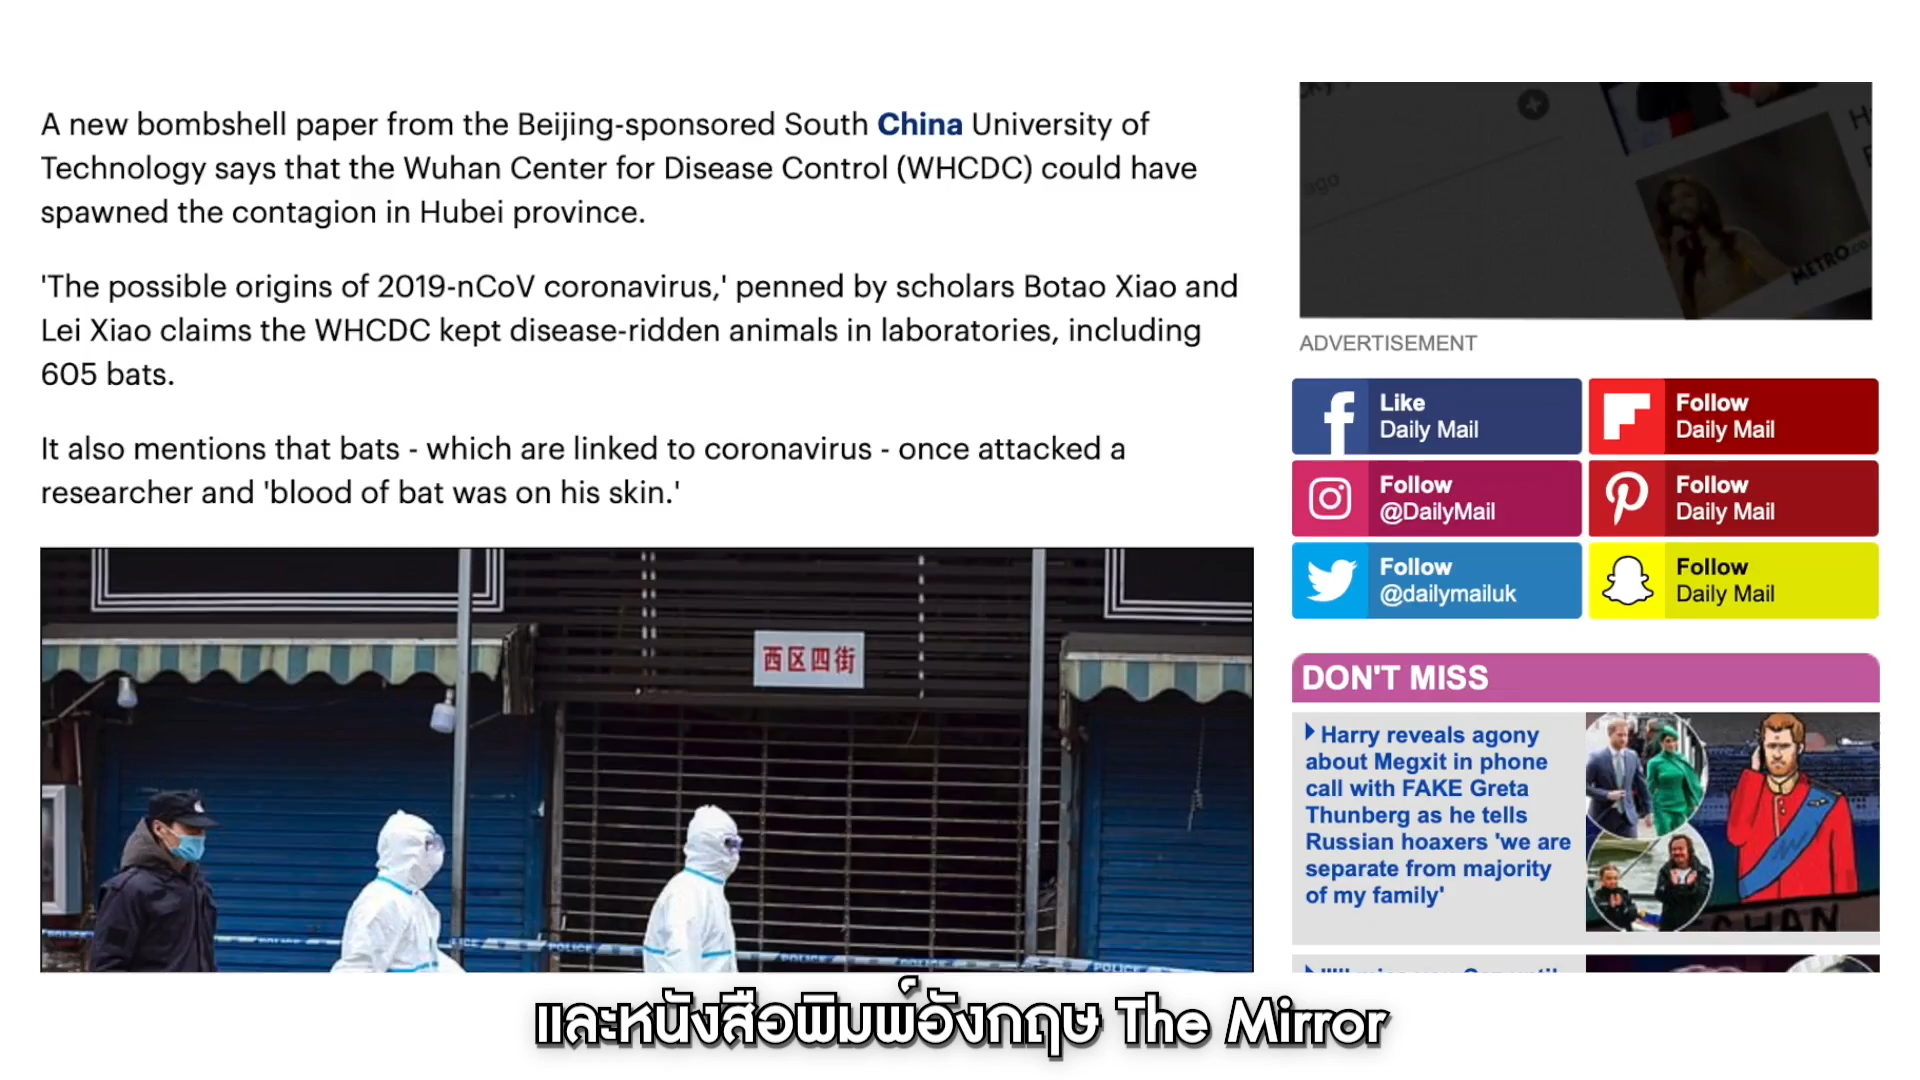 A new bombshell paper from the Beijing-sponsored South China University of
Technology says that the Wuhan Center for Disease Control (WHCDC) could have
spawned the contagion in Hubei province.
'The possible origins of 2019-nCoV coronavirus,' penned by scholars Botao Xiao and
Lei Xiao claims the WHCDC kept disease-ridden animals in laboratories, including
605 bats.
It also mentions that bats - which are linked to coronavirus - once attacked a
researcher and 'blood of bat was on his skin.'
西区四街
POLICE
POLICE
POLICE
POLICE
ago
METRO.co
ADVERTISEMENT
Like
Daily Mail
Follow
Daily Mail
Follow
@DailyMail
Follow
Daily Mail
Follow
@dailymailuk
Follow
Daily Mail
DON'T MISS
Harry reveals agony
about Megxit in phone
call with FAKE Greta
Thunberg as he tells
Russian hoaxers 'we are
separate from majority
of my family'
และหนังสือพิมพ์อังกฤษ The Mirror